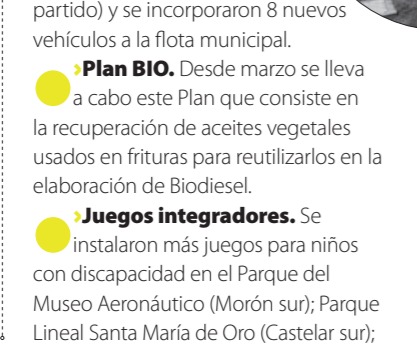 partido) y se incorporaron 8 nuevos
vehículos a la flota municipal.
›Plan BIO. Desde marzo se lleva
a cabo este Plan que consiste en
la recuperación de aceites vegetales
usados en frituras para reutilizarlos en la
elaboración de Biodiesel.
›Juegos integradores. Se
instalaron más juegos para niños
con discapacidad en el Parque del
Museo Aeronáutico (Morón sur); Parque
Lineal Santa María de Oro (Castelar sur);